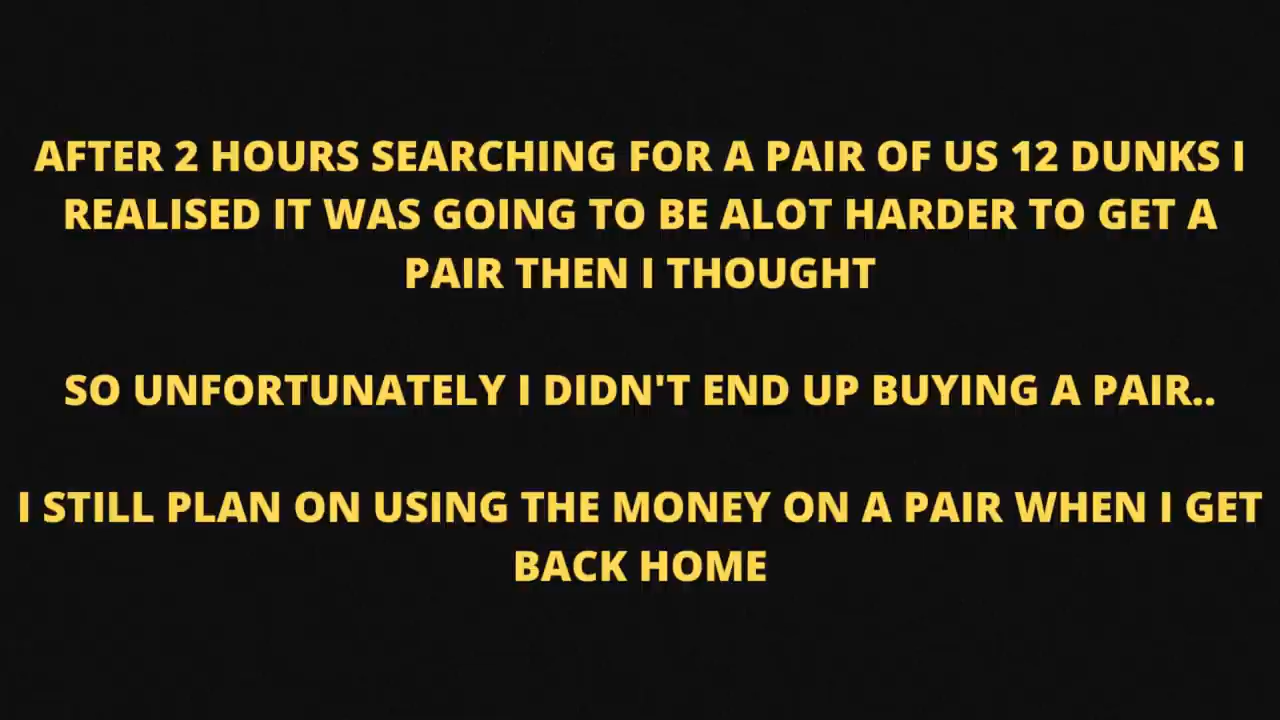 AFTER 2 HOURS SEARCHING FOR A PAIR OF US 12 DUNKS I
REALISED IT WAS GOING TO BE ALOT HARDER TO GET A
PAIR THEN I THOUGHT
SO UNFORTUNATELY I DIDN'T END UP BUYING A PAIR..
I STILL PLAN ON USING THE MONEY ON A PAIR WHEN I GET
BACK HOME